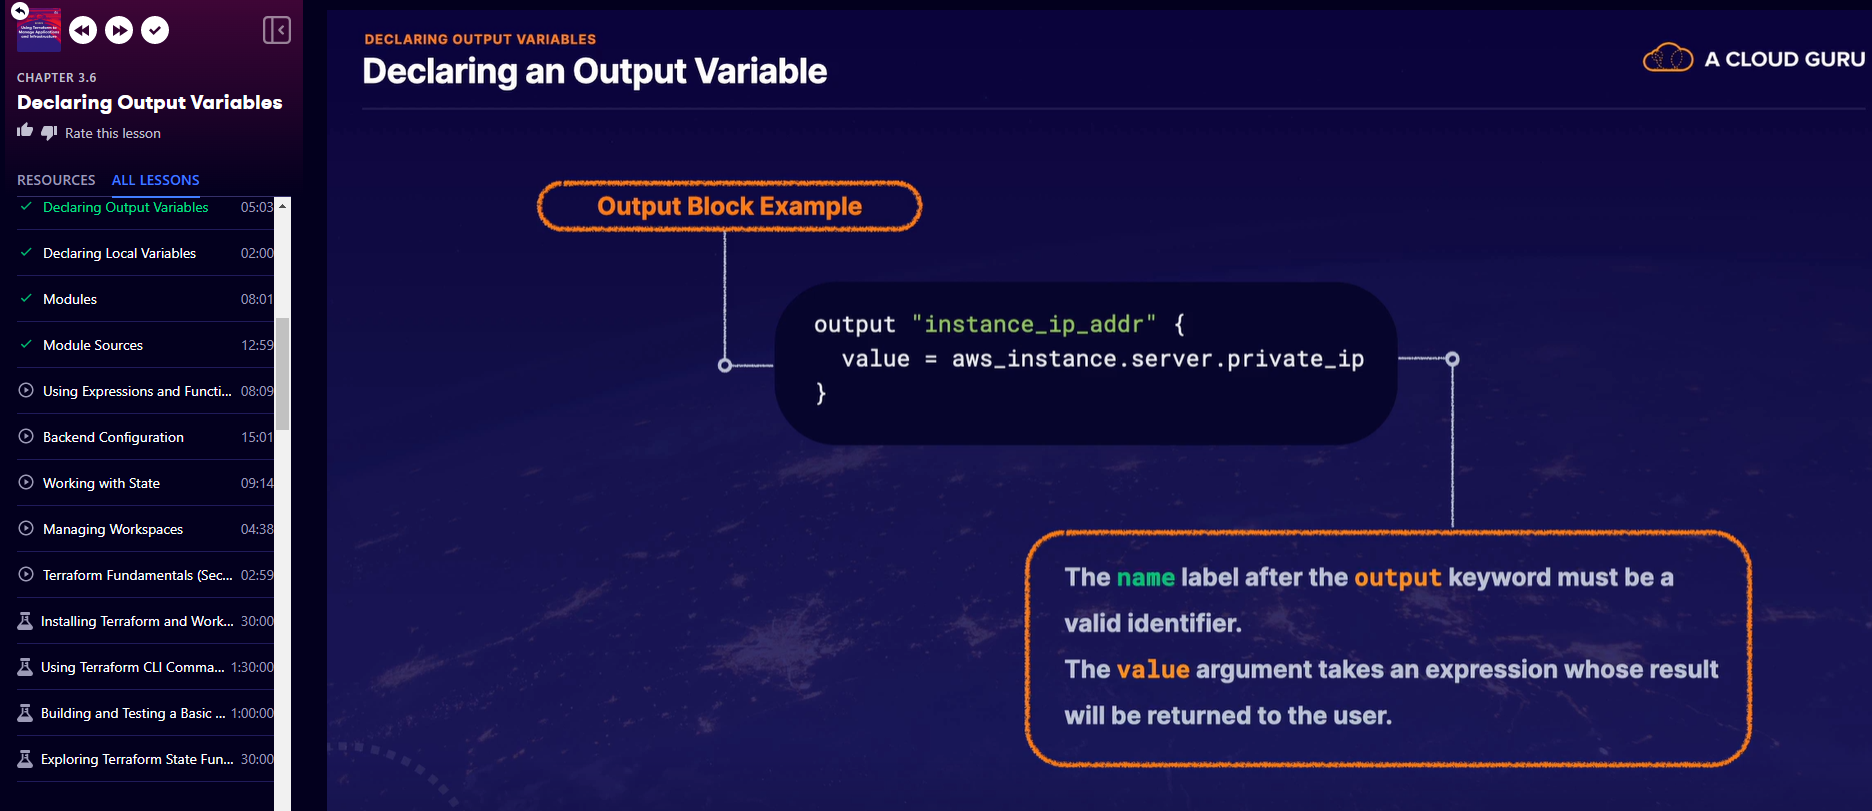 CHAPTER 3.6
Declaring Output Variables
Rate this lesson
RESOURCES ALL LESSONS
Declaring Output Variables 05:03
Declaring Local Variables 02:00
Modules 08:01
Module Sources 12:59
Using Expressions and Functi... 08:09
Backend Configuration 15:01
Working with State 09:14
Managing Workspaces 04:38
Terraform Fundamentals (Sec... 02:59
Installing Terraform and Work... 30:00
Using Terraform CLI Comma... 1:30:00
Building and Testing a Basic ... 1:00:00
Exploring Terraform State Fun... 30:00
DECLARING OUTPUT VARIABLES
Declaring an Output Variable
A CLOUD GURU
Output Block Example
output "instance_ip_addr" {
value = aws_instance.server.private_ip
}
The name label after the output keyword must be a
valid identifier.
The value argument takes an expression whose result
will be returned to the user.